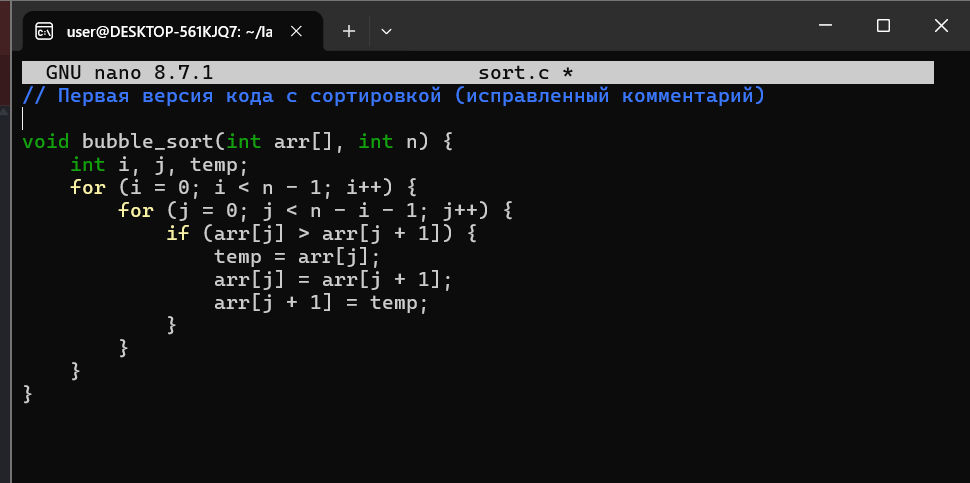 user@DESKTOP-561KJQ7: ~/la
GNU nano 8.7.1 sort.c *
// Первая версия кода с сортировкой (исправленный комментарий)
void bubble_sort(int arr[], int n) {
    int i, j, temp;
    for (i = 0; i < n - 1; i++) {
        for (j = 0; j < n - i - 1; j++) {
            if (arr[j] > arr[j + 1]) {
                temp = arr[j];
                arr[j] = arr[j + 1];
                arr[j + 1] = temp;
            }
        }
    }
}